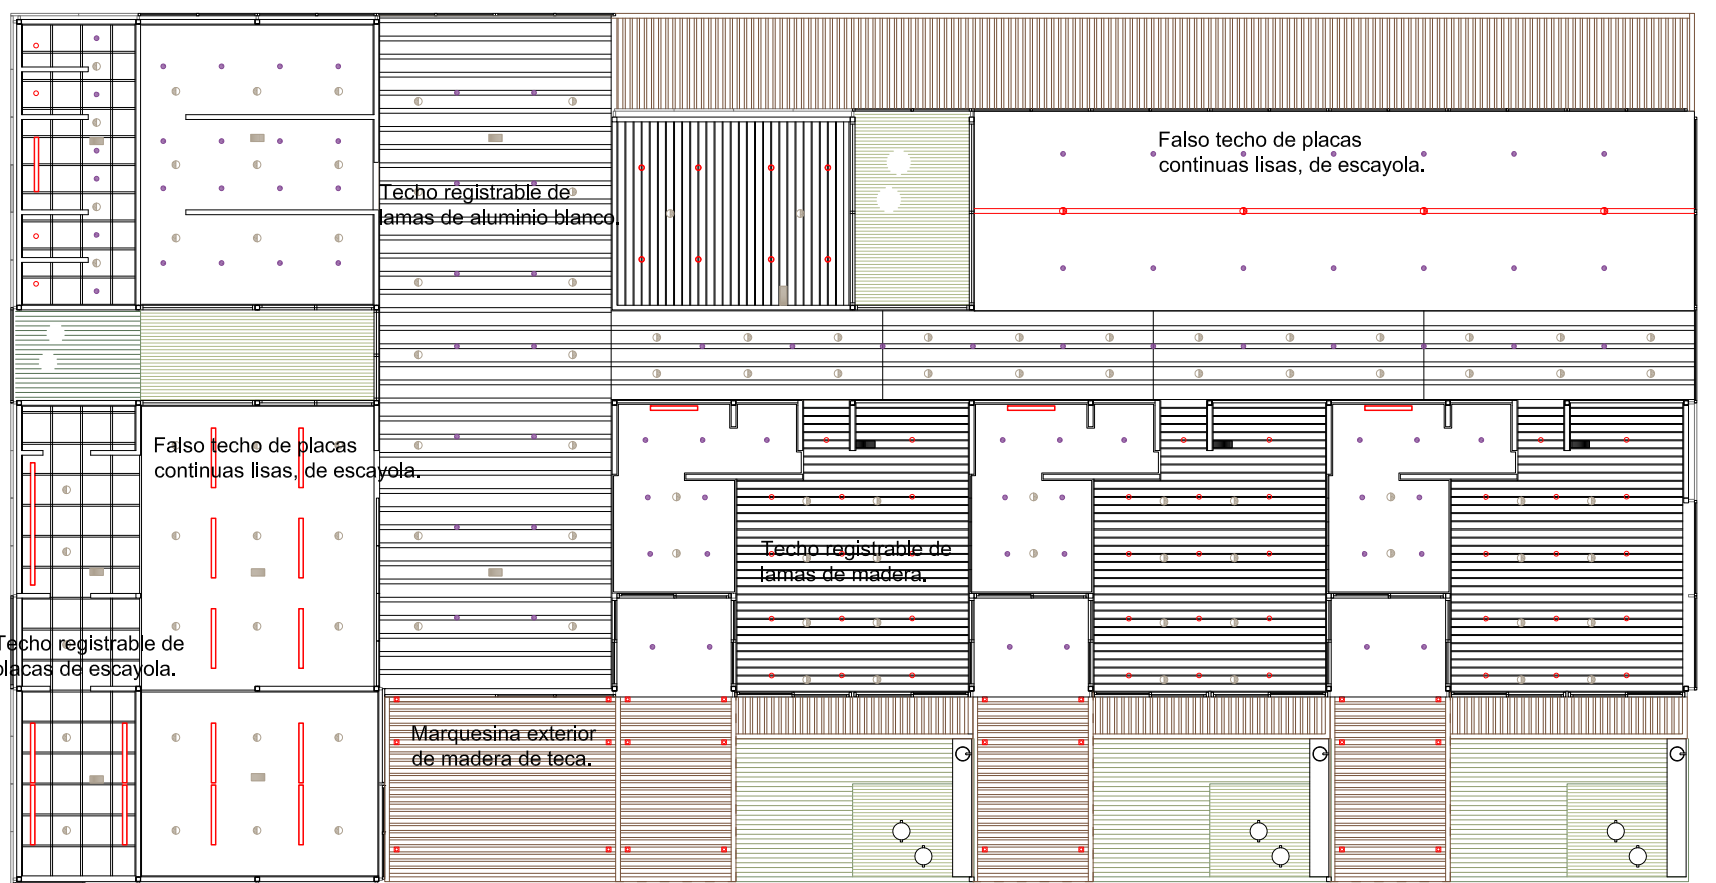 Falso techo de placas
continuas lisas, de escayola.
Techo registrable de
lamas de aluminio blanco.
Falso techo de placas
continuas lisas, de escayola.
Techo registrable de
lamas de madera.
Techo registrable de
placas de escayola.
Marquesina exterior
de madera de teca.